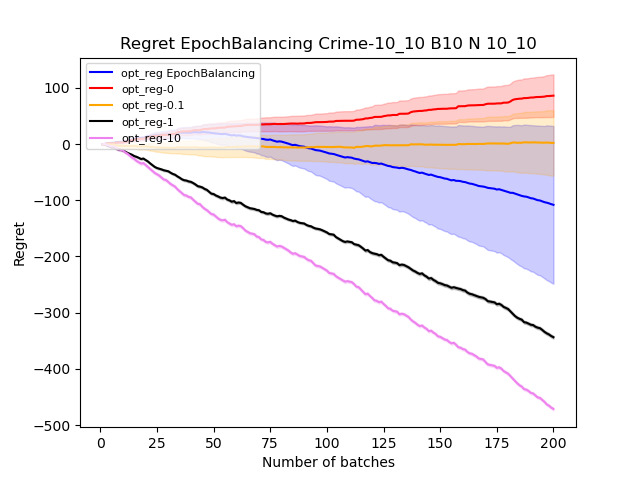 Regret EpochBalancing Crime-10_10 B10 N 10_10
opt_reg EpochBalancing
opt_reg-0
opt_reg-0.1
opt_reg-1
opt_reg-10
100
0
−100
−200
−300
−400
−500
Regret
0 25 50 75 100 125 150 175 200
Number of batches